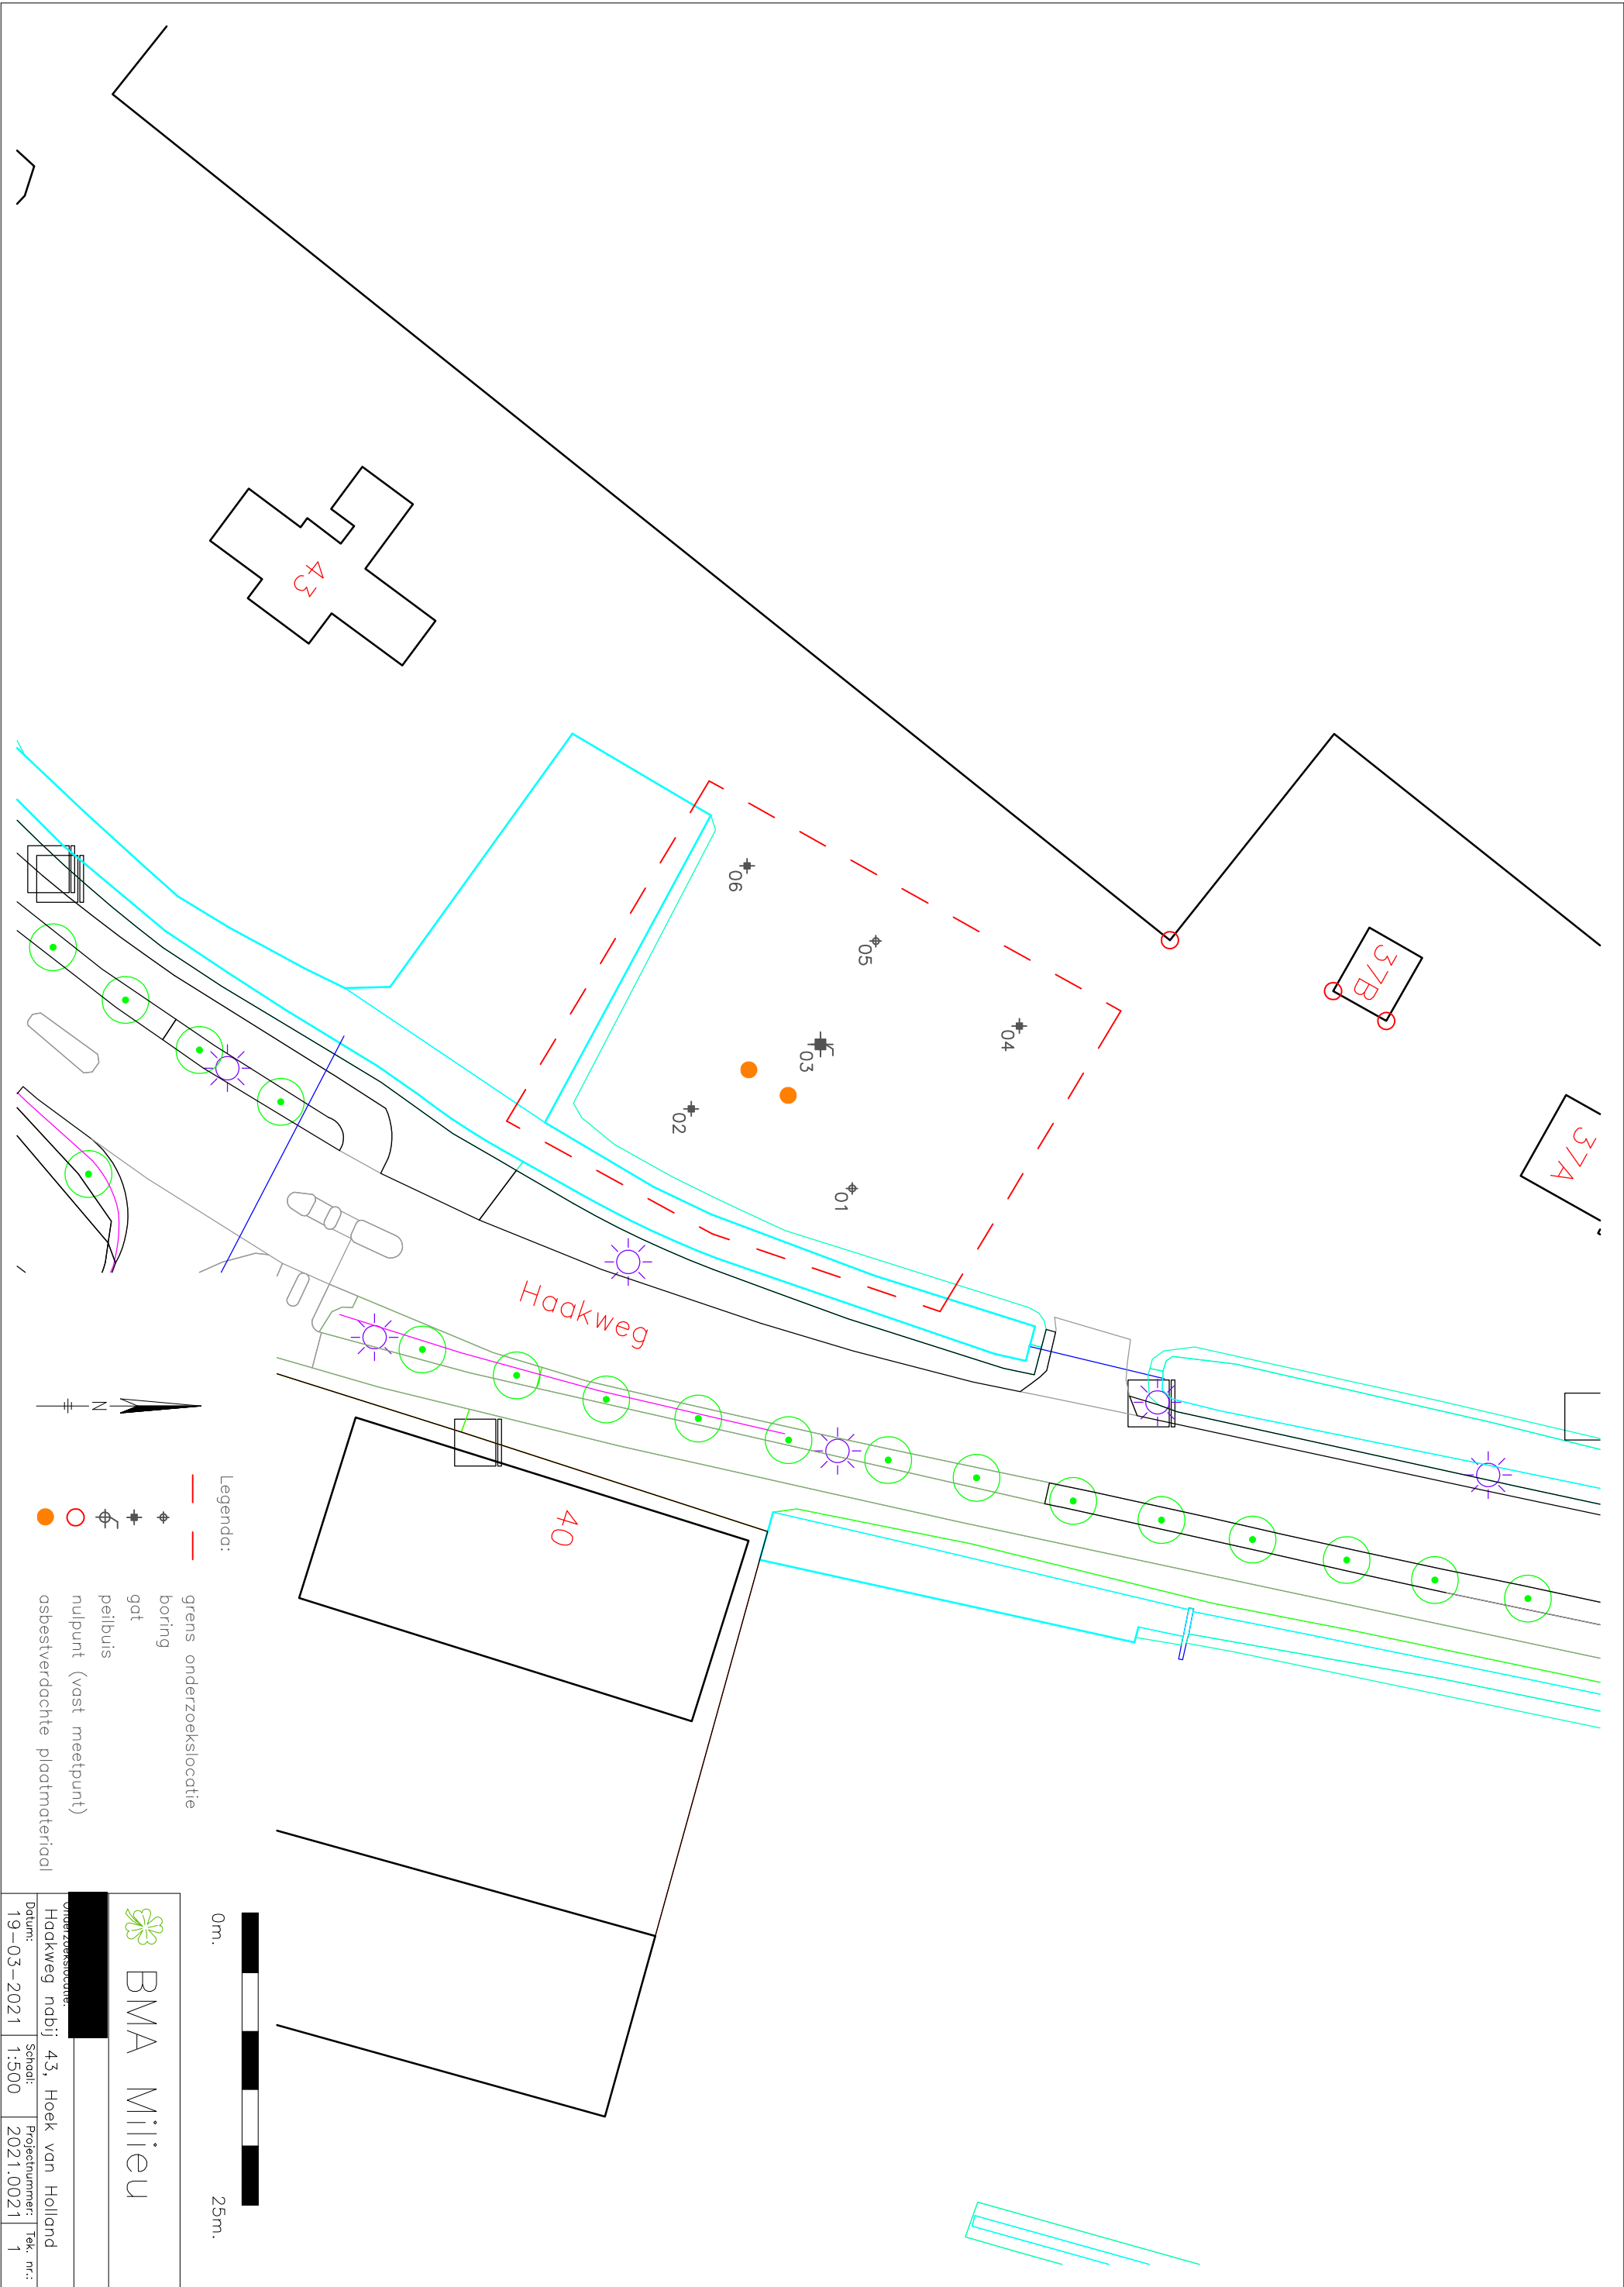 43
37B
37A
06
05
04
03
02
01
Haakweg
40
N
Legenda:
grens onderzoekslocatie
boring
gat
peilbuis
nulpunt (vast meetpunt)
asbestverdachte plaatmateriaal
0m. 25m.
BMA Milieu
Onderzoekslocatie:
Haakweg nabij 43, Hoek van Holland
Datum: Schaal: Projectnummer: Tek. nr.:
19-03-2021 1:500 2021.0021 1